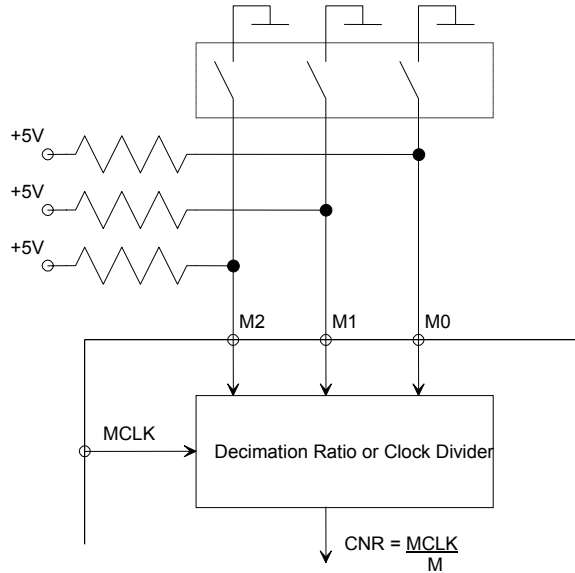 +5V
+5V
+5V
M2
M1
M0
MCLK
Decimation Ratio or Clock Divider
CNR = MCLK
M